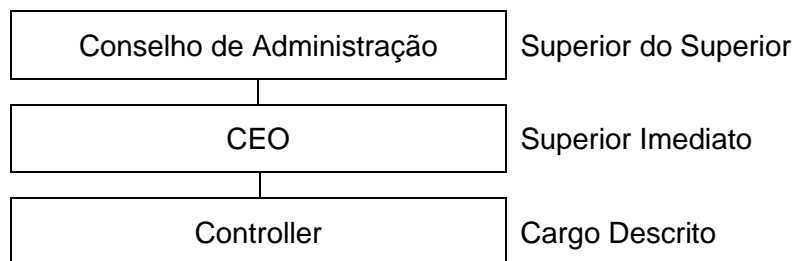 Conselho de Administração Superior do Superior
CEO Superior Imediato
Controller Cargo Descrito